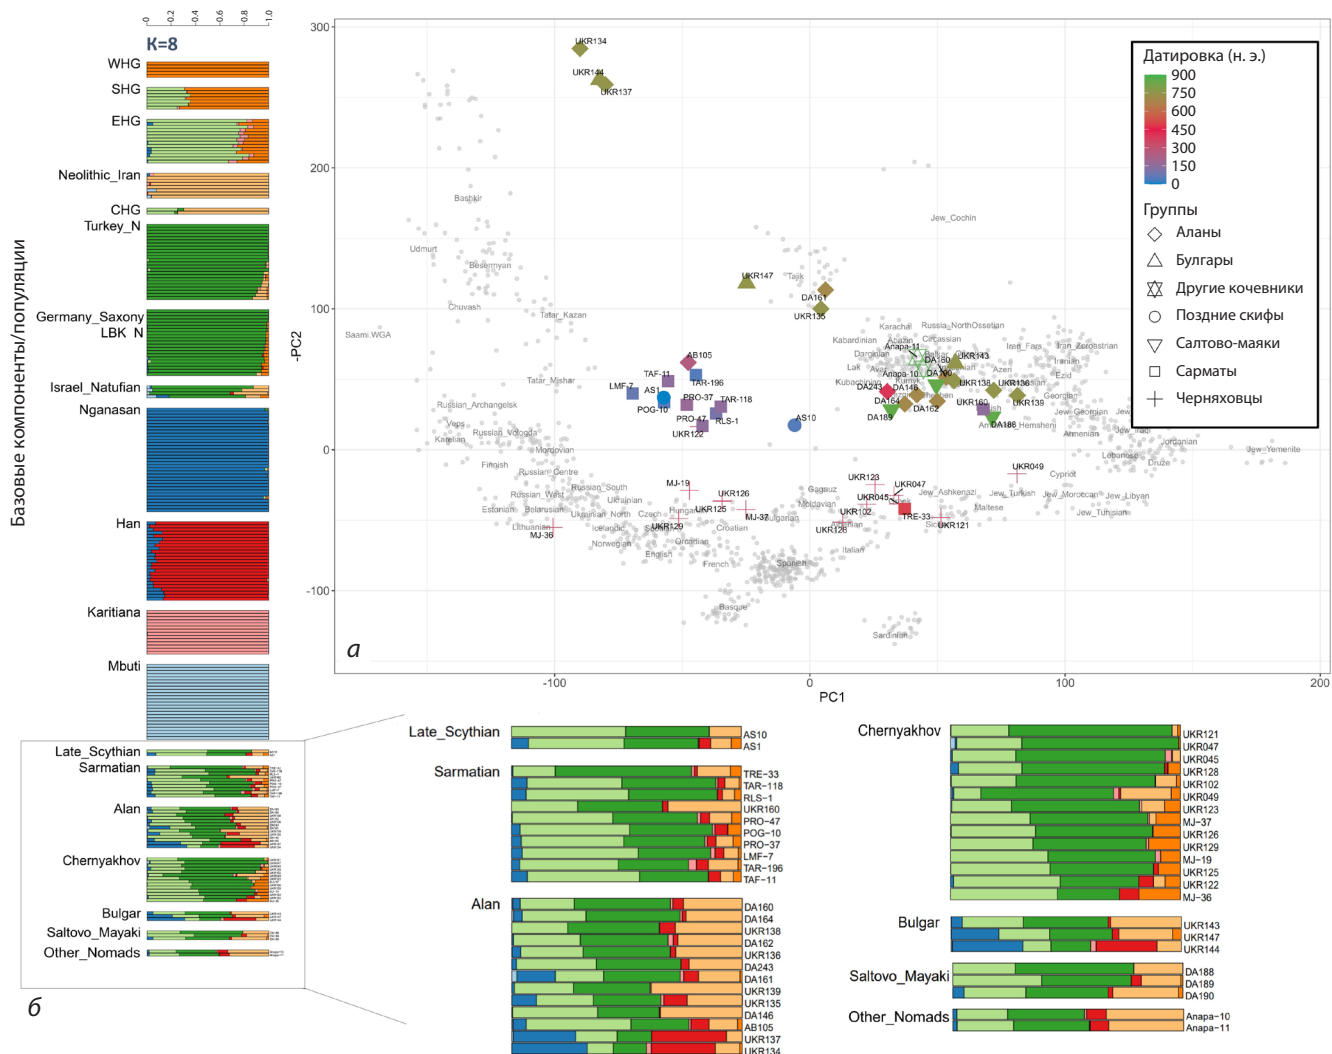 0
-0.2
-0.4
-0.6
-0.8
-1.0
K=8
Базовые компоненты/популяции
WHG
SHG
EHG
Neolithic_Iran
CHG
Turkey_N
Germany_Saxony
LBK_N
Israel_Natufian
Nganasan
Han
Karitiana
Mbuti
Late_Scythian
Sarmatian
Alan
Chernyakhov
Bulgar
Saltovo_Mayaki
Other_Nomads
б
300
200
100
0
-100
-PC2
-100
0
100
200
PC1
а
UKR134
UKR144
UKR137
Bashkir
Jew_Cochin
Udmurt
Besermyan
UKR147
Tajik
DA161
UKR135
Chuvash
Tatar_Kazan
Saami.WGA
Karachai
Russia_NorthOssetian
Kabardinian
Abazin
Circassian
Anapa-11
Iran_Fars
Iran_Zoroastrian
AB105
Darginian
DA160
UKR143
Iranian
TAF-11
TAR-196
Lak
Avar
Azeri
Ezid
Tatar_Mishar
LMF-7
AS1
Kubachinian
Anapa-10
DA190
UKR138
UKR136
PRO-37
TAR-118
DA243
DA146
Georgian
Russian_Archangelsk
POG-10
DA164
DA162
UKR160
UKR139
PRO-47
RLS-1
AS10
DA189
DA188
Hemsheni
Jew_Georgian
Veps
Russian_Vologda
UKR122
Armenian
Karelian
Mordovian
Jordanian
Lebanese
Jew_Yemenite
Finnish
Druze
Russian_Centre
UKR049
Cypriot
MJ-19
UKR123
UKR047
Russian_South
Gagauz
Russian_West
Ukrainian
UKR126
UKR045
Jew_Ashkenazi
Jew_Turkish
Jew_Moroccan
Jew_Libyan
Moldavian
Estonian
Belarusian
Ukrainian_North
Czech
UKR125
MJ-37
UKR102
TRE-33
Maltese
Jew_Tunisian
Lithuanian
Icelandic
UKR129
Croatian
UKR128
UKR121
MJ-36
Norwegian
Orcadian
English
Italian
French
Spanish
Basque
Sardinian
Датировка (н. э.)
900
750
600
450
300
150
0
Группы
Аланы
Булгары
Другие кочевники
Поздние скифы
Салтово-маяки
Сарматы
Черняховцы
Late_Scythian
AS10
AS1
Sarmatian
TRE-33
TAR-118
RLS-1
UKR160
PRO-47
POG-10
PRO-37
LMF-7
TAR-196
TAF-11
Alan
DA160
DA164
UKR138
DA162
UKR136
DA243
DA161
UKR139
UKR135
DA146
AB105
UKR137
UKR134
Chernyakhov
UKR121
UKR047
UKR045
UKR128
UKR102
UKR049
UKR123
MJ-37
UKR126
UKR129
MJ-19
UKR125
UKR122
MJ-36
Bulgar
UKR143
UKR147
UKR144
Saltovo_Mayaki
DA188
DA189
DA190
Other_Nomads
Anapa-10
Anapa-11